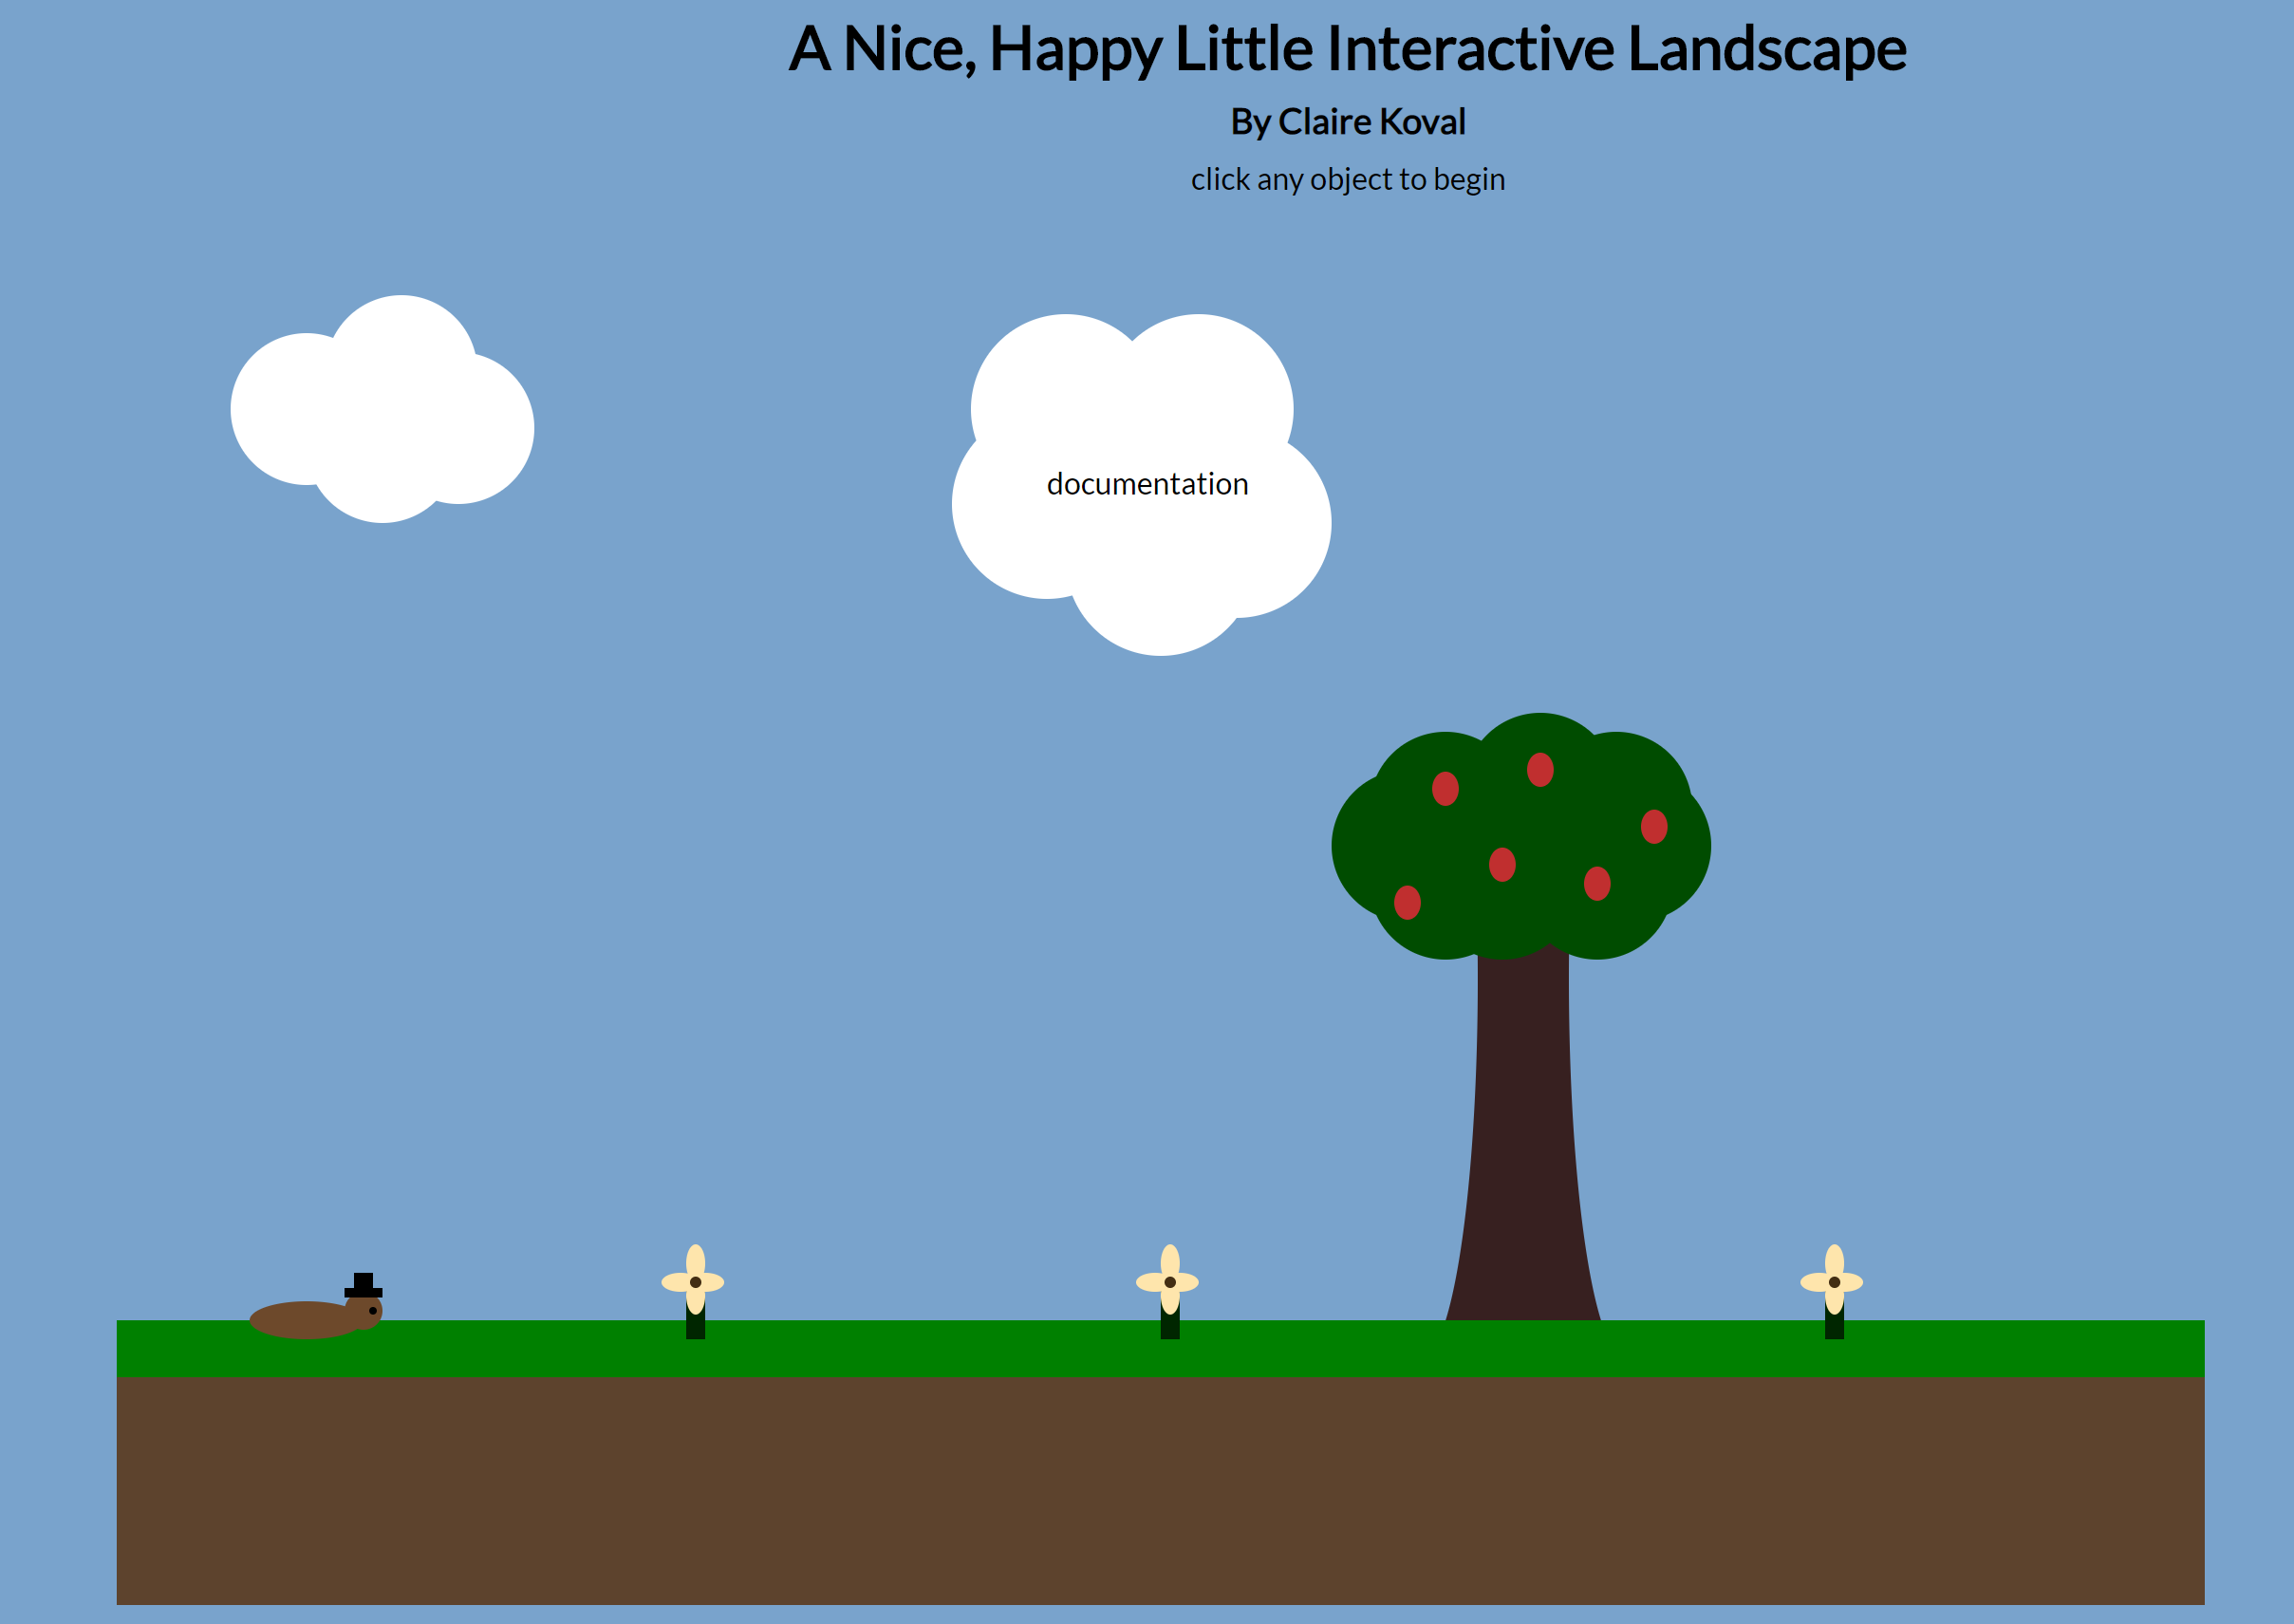 A Nice, Happy Little Interactive Landscape
By Claire Koval
click any object to begin
documentation